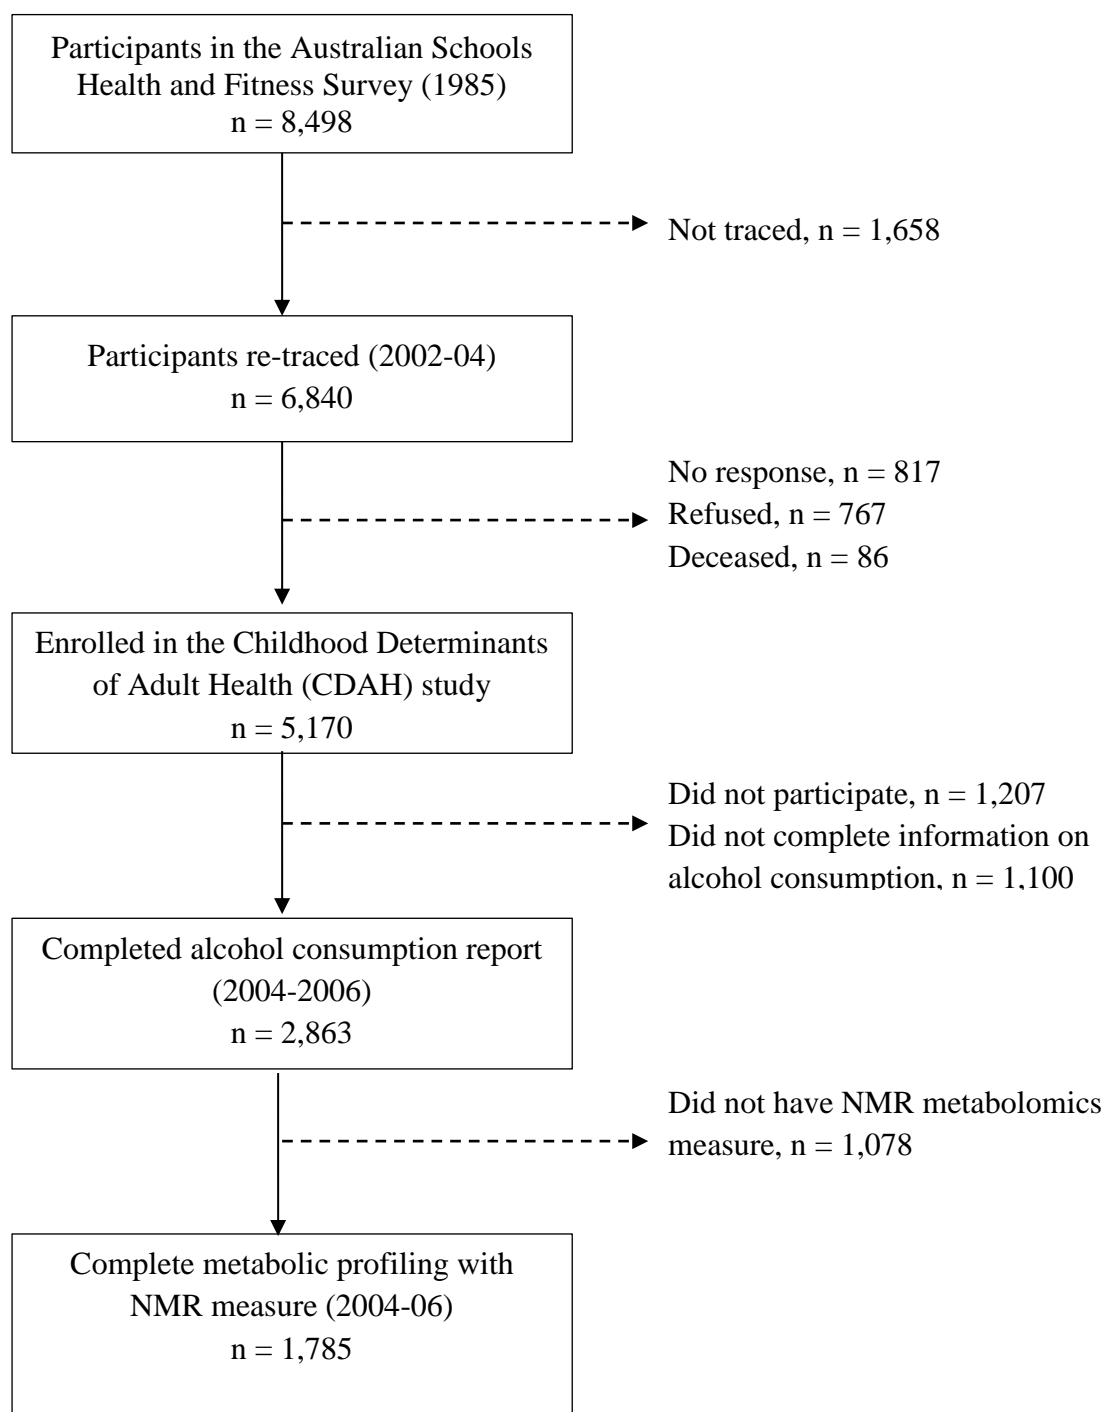 Participants in the Australian Schools
Health and Fitness Survey (1985)
n = 8,498
Not traced, n = 1,658
Participants re-traced (2002-04)
n = 6,840
No response, n = 817
Refused, n = 767
Deceased, n = 86
Enrolled in the Childhood Determinants
of Adult Health (CDAH) study
n = 5,170
Did not participate, n = 1,207
Did not complete information on
alcohol consumption, n = 1,100
Completed alcohol consumption report
(2004-2006)
n = 2,863
Did not have NMR metabolomics
measure, n = 1,078
Complete metabolic profiling with
NMR measure (2004-06)
n = 1,785